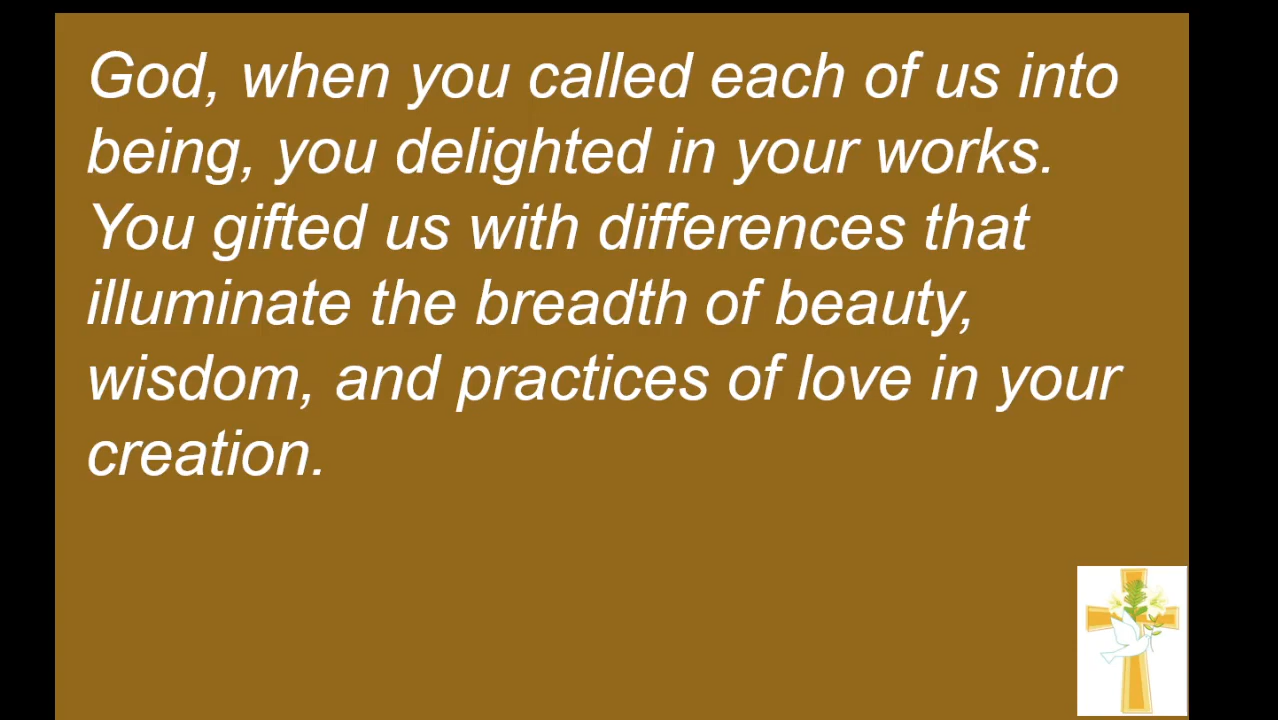 God, when you called each of us into
being, you delighted in your works.
You gifted us with differences that
illuminate the breadth of beauty,
wisdom, and practices of love in your
creation.